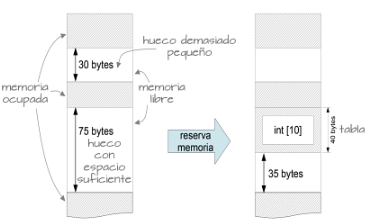 hueco demasiado
pequeño
30 bytes
memoria
ocupada
memoria
libre
75 bytes
hueco
con
espacio
suficiente
reserva
memoria
int [10]
40 bytes
tabla
35 bytes